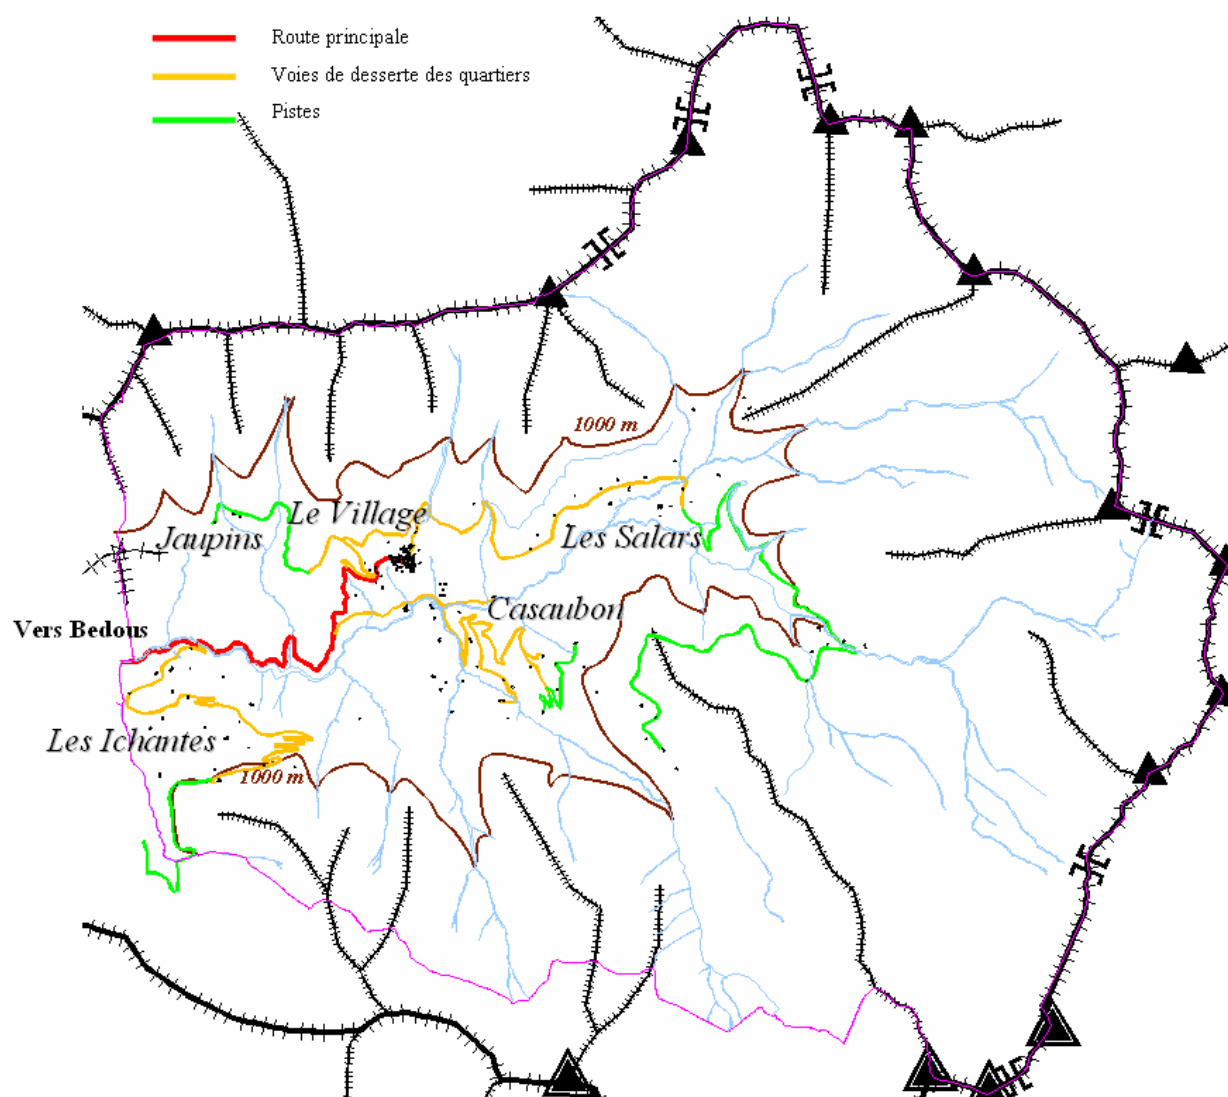 Route principale
Voies de desserte des quartiers
Pistes
1000 m
Le Village
Jaupins
Les Salars
Casaubon
Vers Bedous
Les Ichantes
1000 m